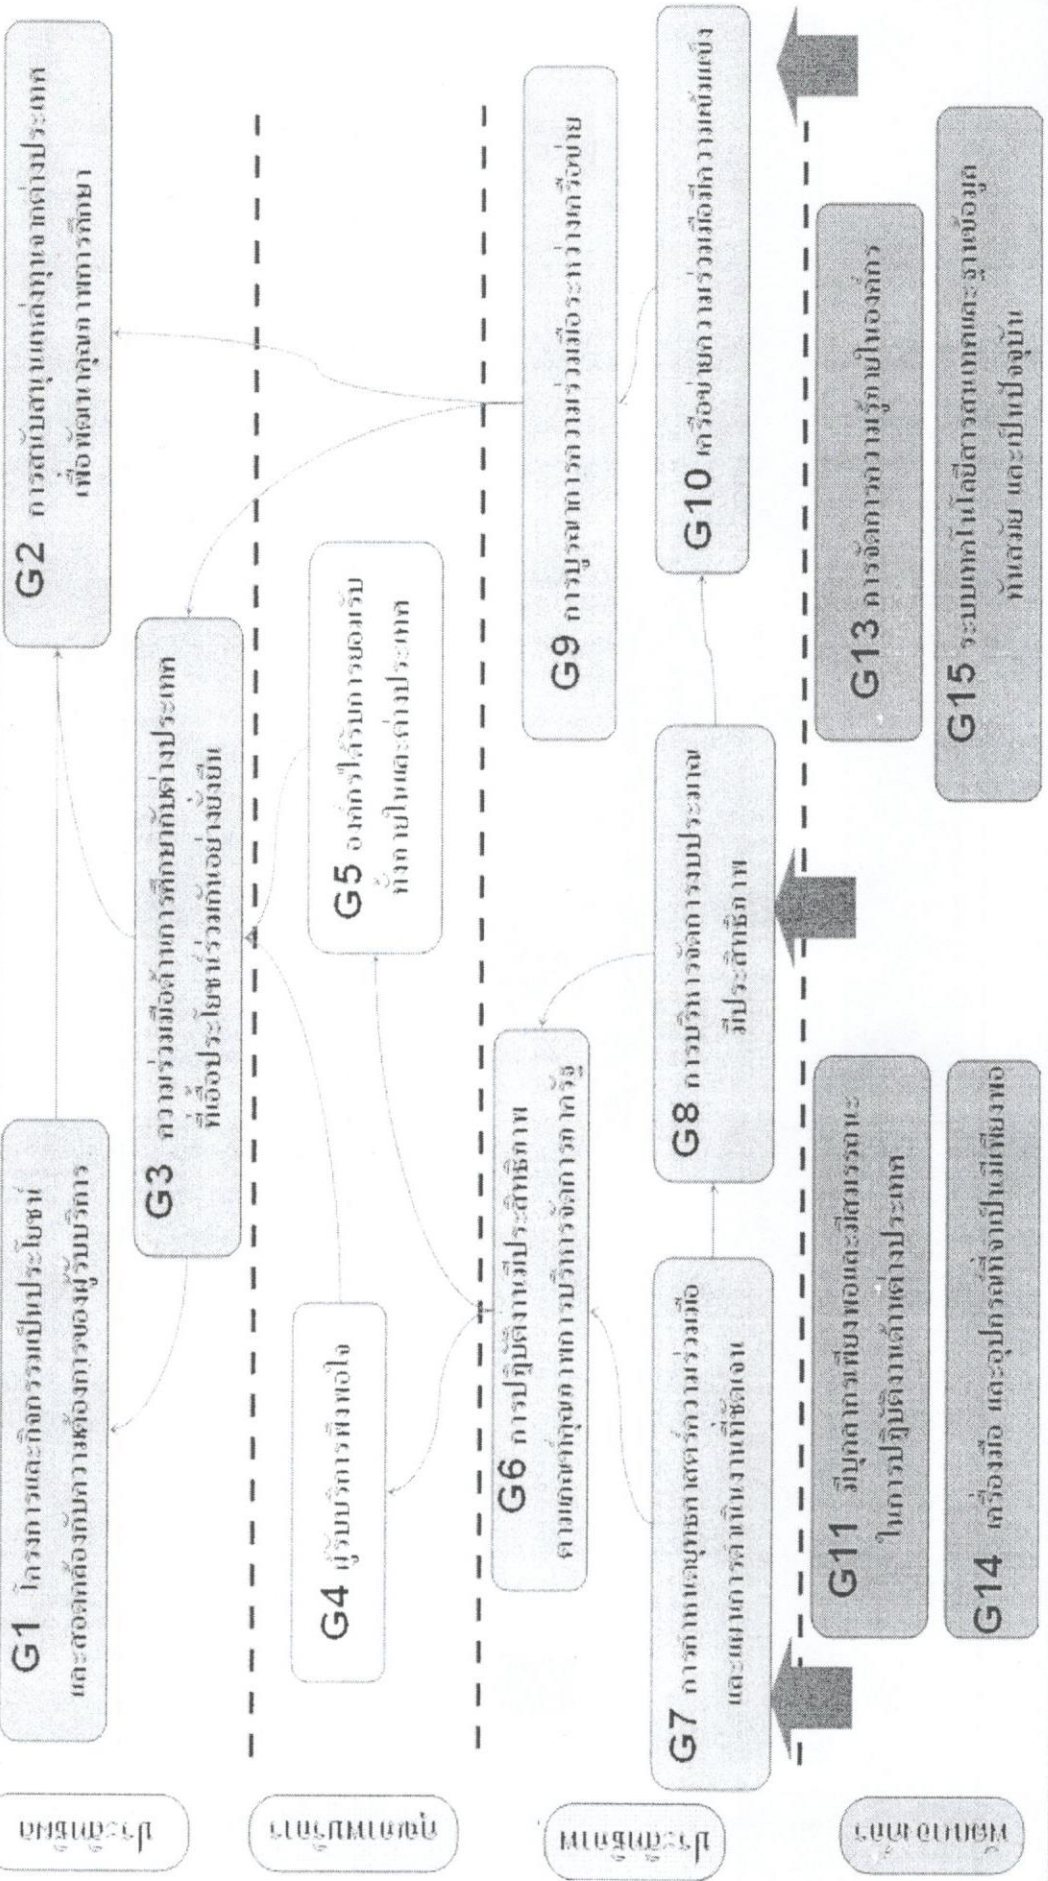 ประสิทธิผล
G1 โครงการและกิจกรรมเป็นประโยชน์
และสอดคล้องกับความต้องการของผู้รับบริการ
G2 การสนับสนุนแหล่งทุนจากต่างประเทศ
เพื่อพัฒนาคุณภาพการศึกษา
G3 ความร่วมมือด้านการศึกษากับต่างประเทศ
ที่เอื้อประโยชน์ร่วมกันอย่างยั่งยืน
คุณภาพบริการ
G4 ผู้รับบริการพึงพอใจ
G5 องค์กรได้รับการยอมรับ
ทั้งภายในและต่างประเทศ
ประสิทธิภาพ
G6 การปฏิบัติงานมีประสิทธิภาพ
ตามเกณฑ์คุณภาพการบริหารจัดการภาครัฐ
G9 การบูรณาการความร่วมมือระหว่างเครือข่าย
G7 การกำหนดยุทธศาสตร์ความร่วมมือ
และแผนการดำเนินงานที่ชัดเจน
G8 การบริหารจัดการงบประมาณ
มีประสิทธิภาพ
G10 เครือข่ายความร่วมมือมีความเข้มแข็ง
พัฒนาองค์กร
G11 มีบุคลากรเพียงพอและมีสมรรถนะ
ในการปฏิบัติงานด้านต่างประเทศ
G13 การจัดการความรู้ภายในองค์กร
G14 เครื่องมือ และอุปกรณ์ที่จำเป็นมีเพียงพอ
G15 ระบบเทคโนโลยีสารสนเทศและฐานข้อมูล
ทันสมัย และเป็นปัจจุบัน